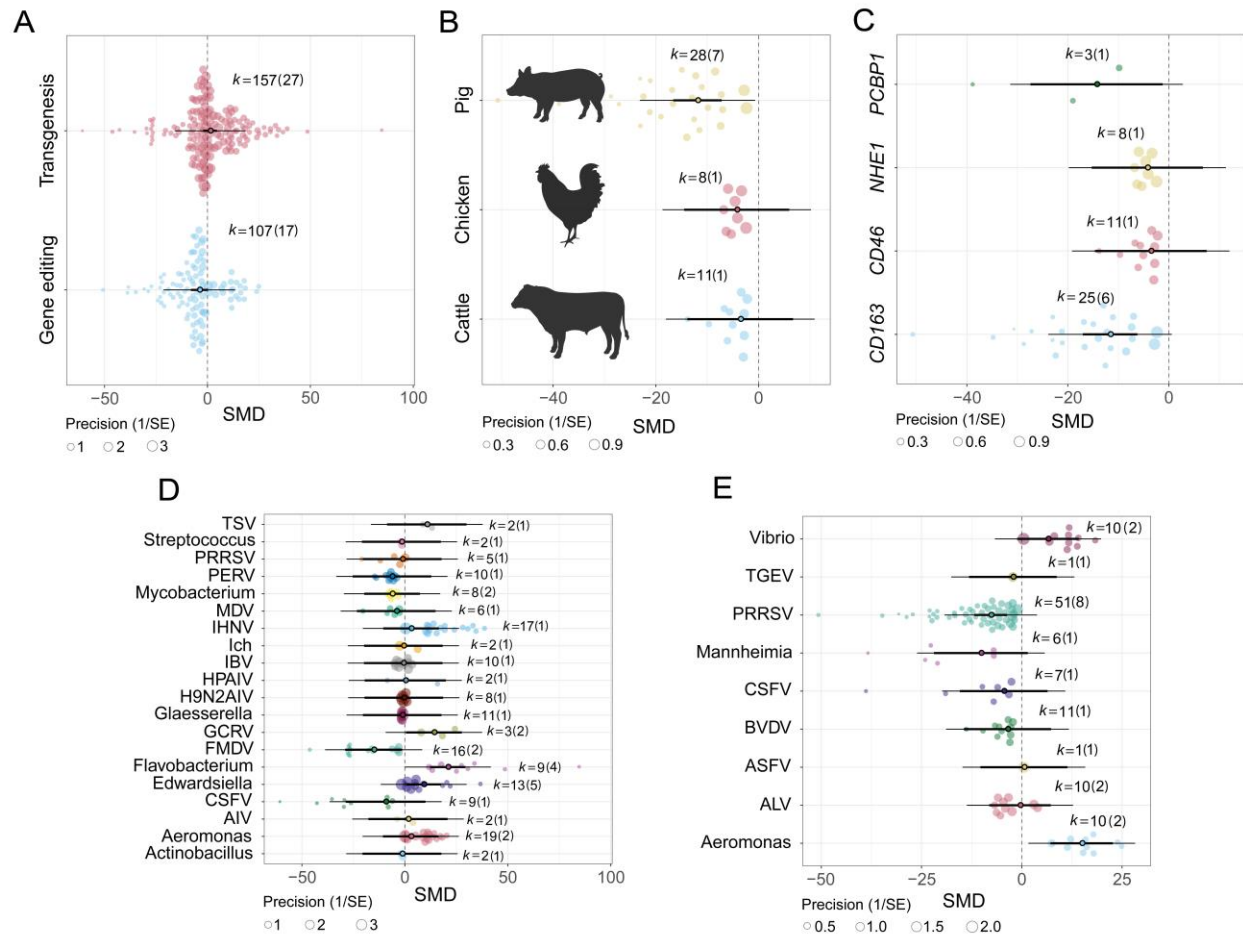 A
Transgenesis
k=157(27)
Gene editing
k=107(17)
−50
0
50
100
SMD
Precision (1/SE)
1
2
3
B
Pig
k=28(7)
Chicken
k=8(1)
Cattle
k=11(1)
−40
−20
0
SMD
Precision (1/SE)
0.3
0.6
0.9
C
PCBP1
k=3(1)
NHE1
k=8(1)
CD46
k=11(1)
CD163
k=25(6)
−40
−20
0
SMD
Precision (1/SE)
0.3
0.6
0.9
D
TSV k=2(1)
Streptococcus k=2(1)
PRRSV k=5(1)
PERV k=10(1)
Mycobacterium k=8(2)
MDV k=6(1)
IHNV k=17(1)
Ich k=2(1)
IBV k=10(1)
HPAIV k=2(1)
H9N2AIV k=8(1)
Glaesserella k=11(1)
GCRV k=3(2)
FMDV k=16(2)
Flavobacterium k=9(4)
Edwardsiella k=13(5)
CSFV k=9(1)
AIV k=2(1)
Aeromonas k=19(2)
Actinobacillus k=2(1)
−50
0
50
100
SMD
Precision (1/SE)
1
2
3
E
Vibrio k=10(2)
TGEV k=1(1)
PRRSV k=51(8)
Mannheimia k=6(1)
CSFV k=7(1)
BVDV k=11(1)
ASFV k=1(1)
ALV k=10(2)
Aeromonas k=10(2)
−50
−25
0
25
SMD
Precision (1/SE)
0.5
1.0
1.5
2.0